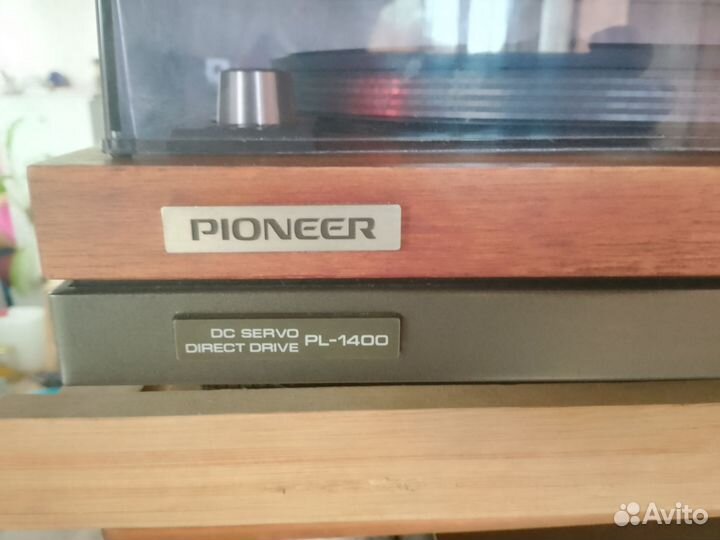 PIONEER
DC SERVO
DIRECT DRIVE PL-1400
Avito